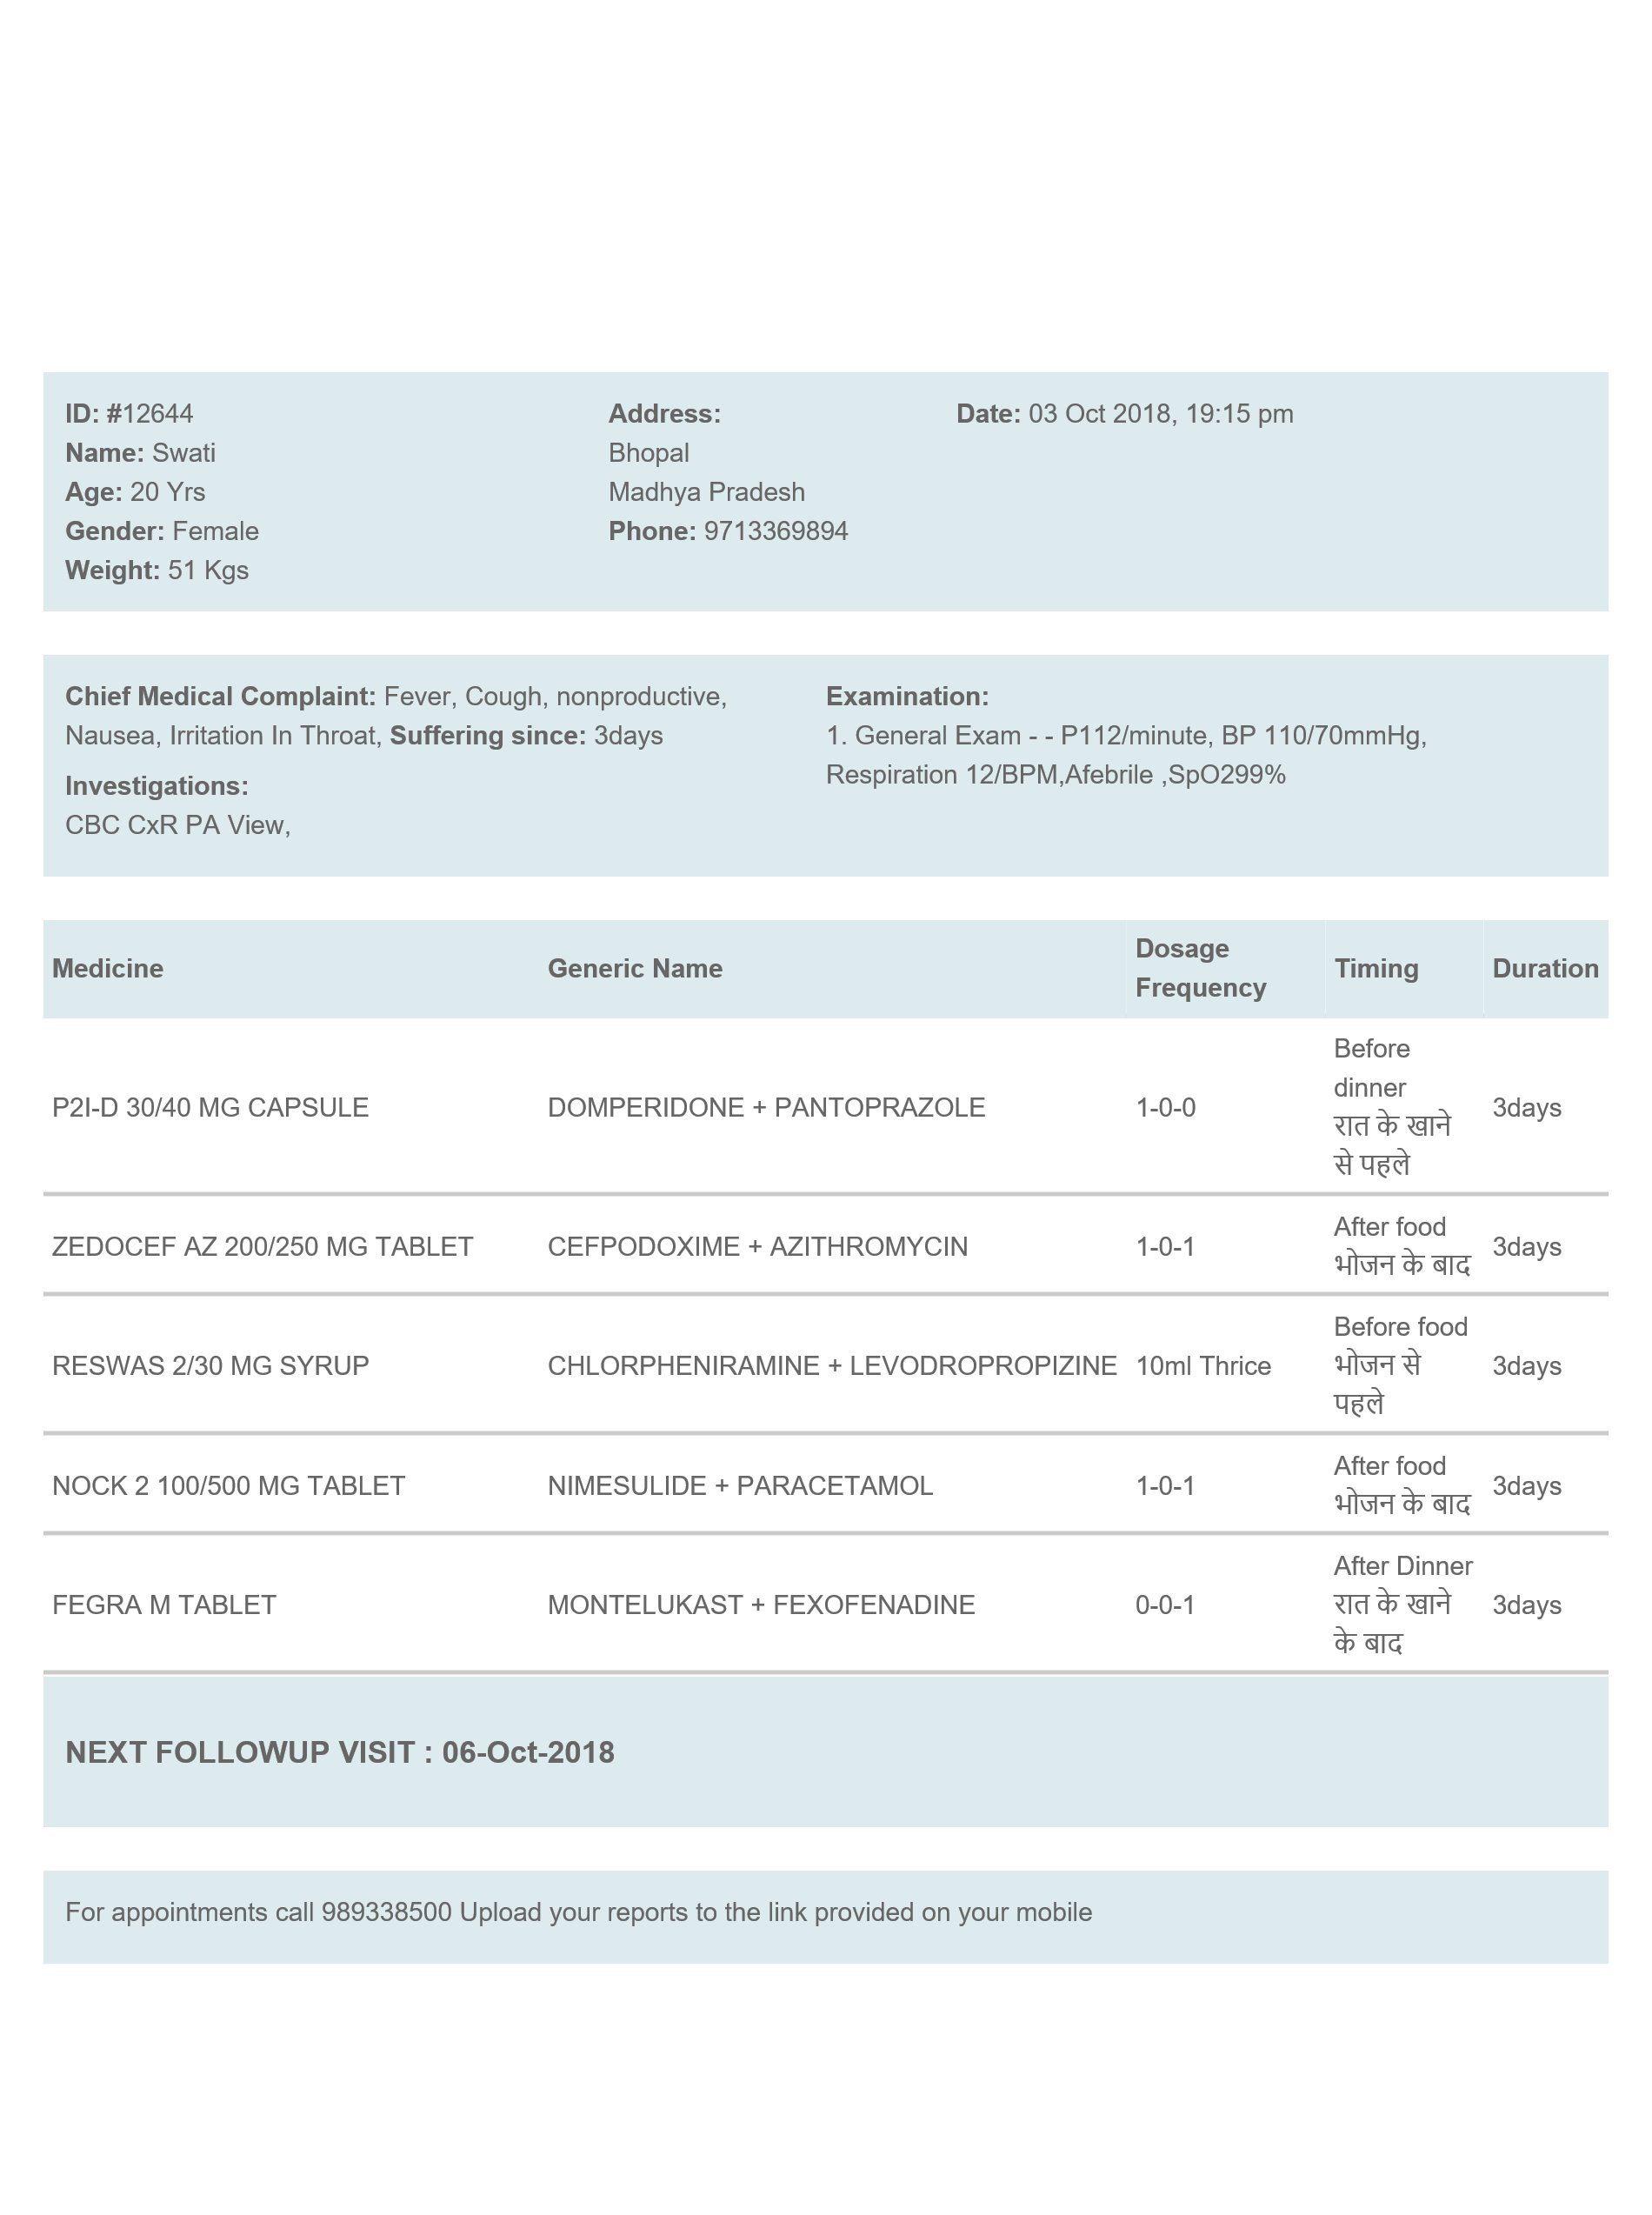 ID: #12644
Name: Swati
Age: 20 Yrs
Gender: Female
Weight: 51 Kgs
Address:
Bhopal
Madhya Pradesh
Phone: 9713369894
Date: 03 Oct 2018, 19:15 pm
Chief Medical Complaint: Fever, Cough, nonproductive,
Nausea, Irritation In Throat, Suffering since: 3days
Investigations:
CBC CxR PA View,
Examination:
1. General Exam - - P112/minute, BP 110/70mmHg,
Respiration 12/BPM,Afebrile ,SpO299%
Medicine Generic Name Dosage Frequency Timing Duration
P2I-D 30/40 MG CAPSULE DOMPERIDONE + PANTOPRAZOLE 1-0-0 Before dinner रात के खाने से पहले 3days
ZEDOCEF AZ 200/250 MG TABLET CEFPODOXIME + AZITHROMYCIN 1-0-1 After food भोजन के बाद 3days
RESWAS 2/30 MG SYRUP CHLORPHENIRAMINE + LEVODROPROPIZINE 10ml Thrice Before food भोजन से पहले 3days
NOCK 2 100/500 MG TABLET NIMESULIDE + PARACETAMOL 1-0-1 After food भोजन के बाद 3days
FEGRA M TABLET MONTELUKAST + FEXOFENADINE 0-0-1 After Dinner रात के खाने के बाद 3days
NEXT FOLLOWUP VISIT : 06-Oct-2018
For appointments call 989338500 Upload your reports to the link provided on your mobile